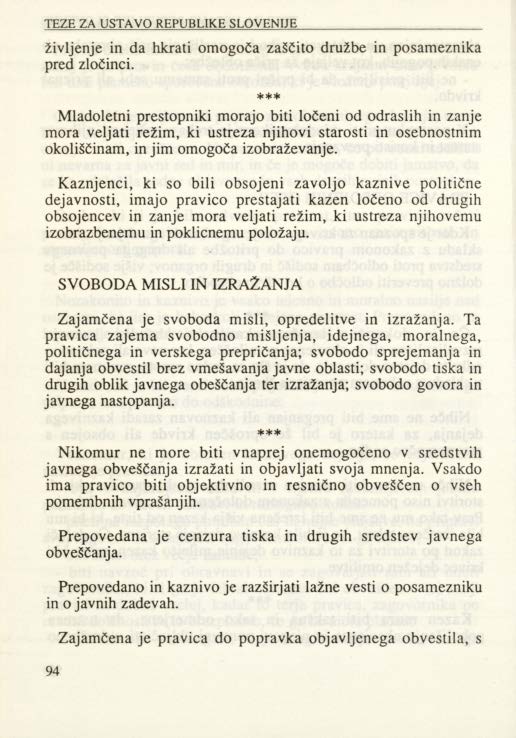 TEZE ZA USTAVO REPUBLIKE SLOVENIJE
življenje in da hkrati omogoča zaščito družbe in posameznika
pred zločinci.
***
Mladoletni prestopniki morajo biti ločeni od odraslih in zanje
mora veljati režim, ki ustreza njihovi starosti in osebnostnim
okoliščinam, in jim omogoča izobraževanje.
Kaznjenci, ki so bili obsojeni zavoljo kaznive politične
dejavnosti, imajo pravico prestajati kazen ločeno od drugih
obsojencev in zanje mora veljati režim, ki ustreza njihovemu
izobrazbenemu in poklicnemu položaju.
SVOBODA MISLI IN IZRAŽANJA
Zajamčena je svoboda misli, opredelitve in izražanja. Ta
pravica zajema svobodno mišljenja, idejnega, moralnega,
političnega in verskega prepričanja; svobodo sprejemanja in
dajanja obvestil brez vmešavanja javne oblasti; svobodo tiska in
drugih oblik javnega obeščanja ter izražanja; svobodo govora in
javnega nastopanja.
***
Nikomur ne more biti vnaprej onemogočeno v sredstvih
javnega obveščanja izražati in objavljati svoja mnenja. Vsakdo
ima pravico biti objektivno in resnično obveščen o vseh
pomembnih vprašanjih.
Prepovedana je cenzura tiska in drugih sredstev javnega
obveščanja.
Prepovedano in kaznivo je razširjati lažne vesti o posamezniku
in o javnih zadevah.
Zajamčena je pravica do popravka objavljenega obvestila, s
94